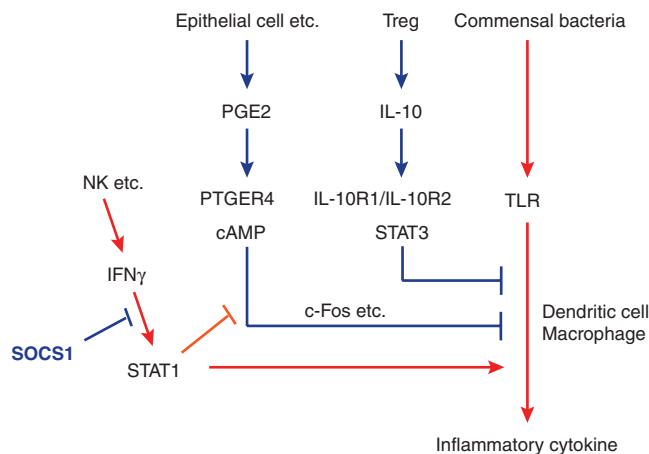 Epithelial cell etc.
Treg
Commensal bacteria
PGE2
IL-10
NK etc.
PTGER4
IL-10R1/IL-10R2
TLR
cAMP
STAT3
IFNγ
c-Fos etc.
Dendritic cell
Macrophage
SOCS1
STAT1
Inflammatory cytokine